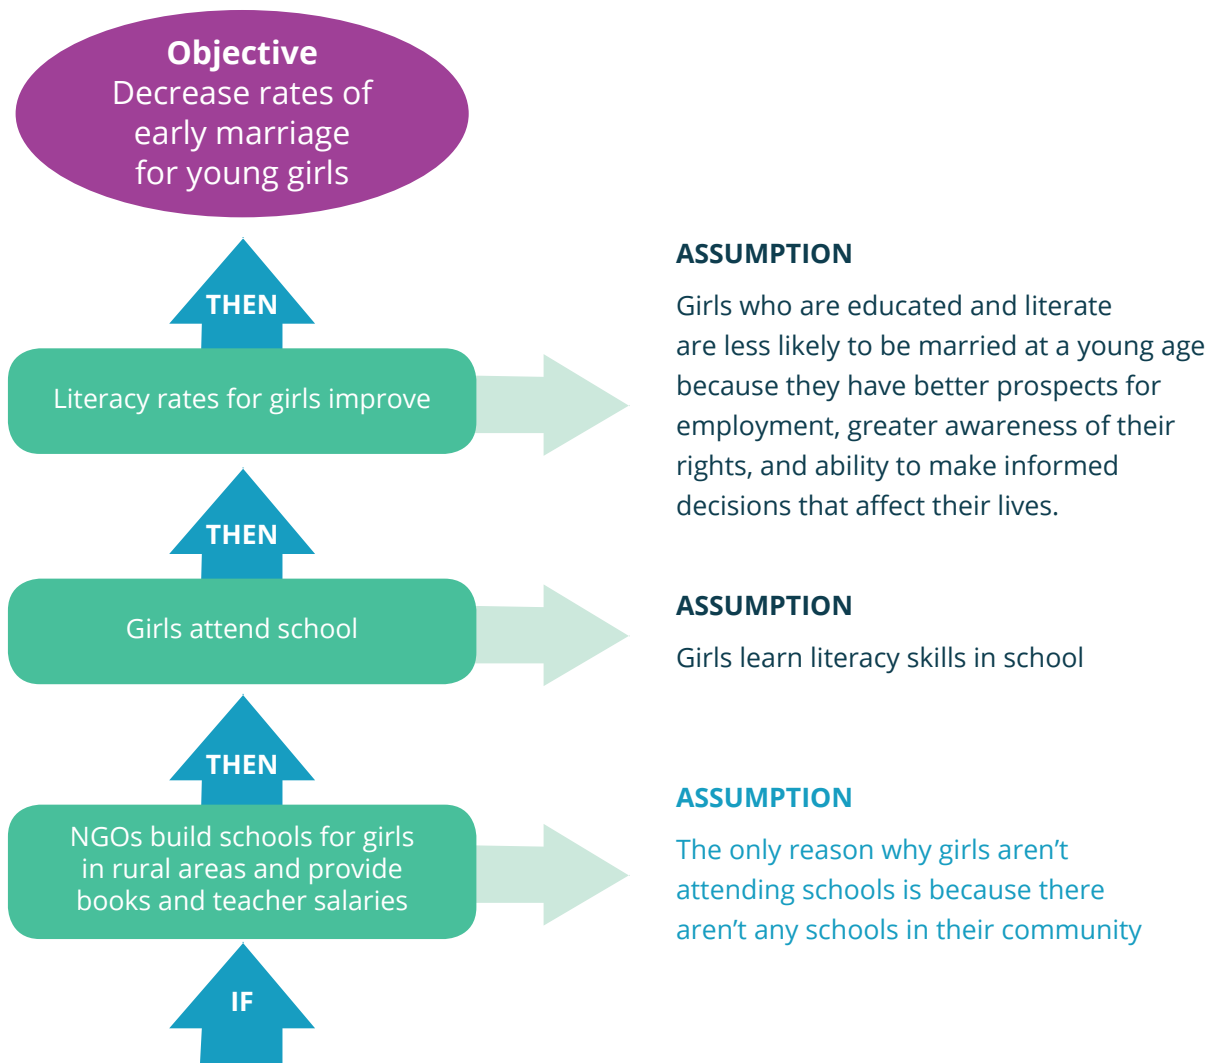 Objective
Decrease rates of
early marriage
for young girls
THEN
Literacy rates for girls improve
ASSUMPTION
Girls who are educated and literate
are less likely to be married at a young age
because they have better prospects for
employment, greater awareness of their
rights, and ability to make informed
decisions that affect their lives.
THEN
Girls attend school
ASSUMPTION
Girls learn literacy skills in school
THEN
NGOs build schools for girls
in rural areas and provide
books and teacher salaries
ASSUMPTION
The only reason why girls aren’t
attending schools is because there
aren’t any schools in their community
IF